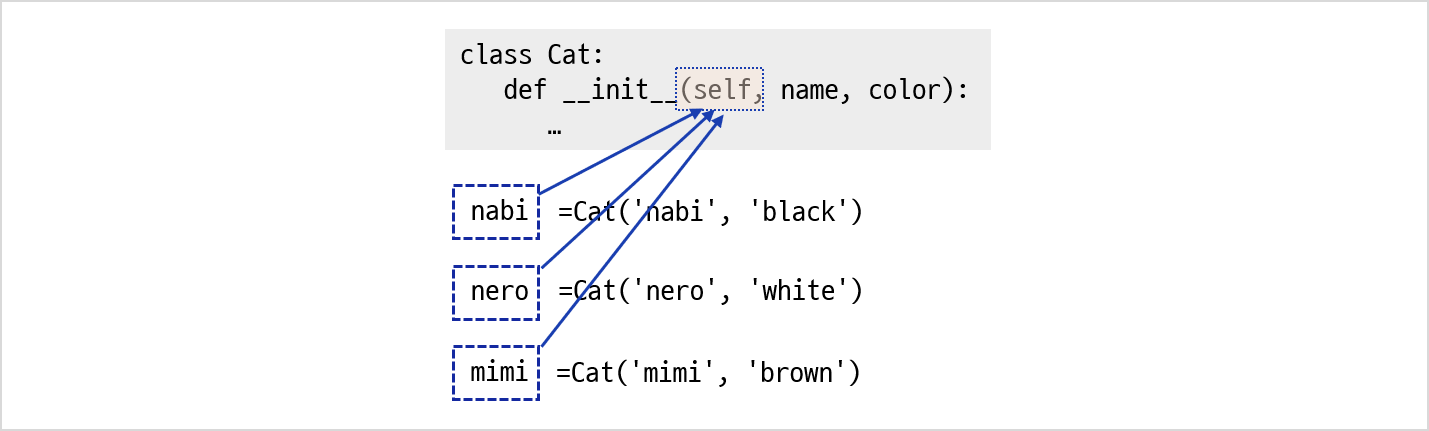 class Cat:
def __init__(self, name, color):
…
nabi =Cat('nabi', 'black')
nero =Cat('nero', 'white')
mimi =Cat('mimi', 'brown')